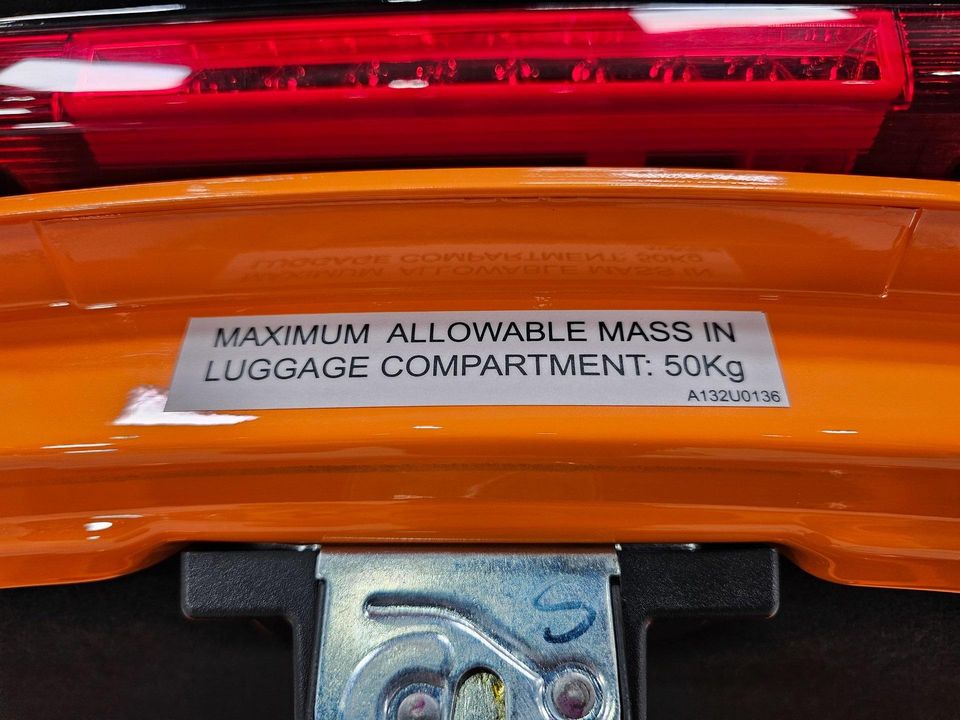 MAXIMUM ALLOWABLE MASS IN
LUGGAGE COMPARTMENT: 50Kg
A132U0136
S